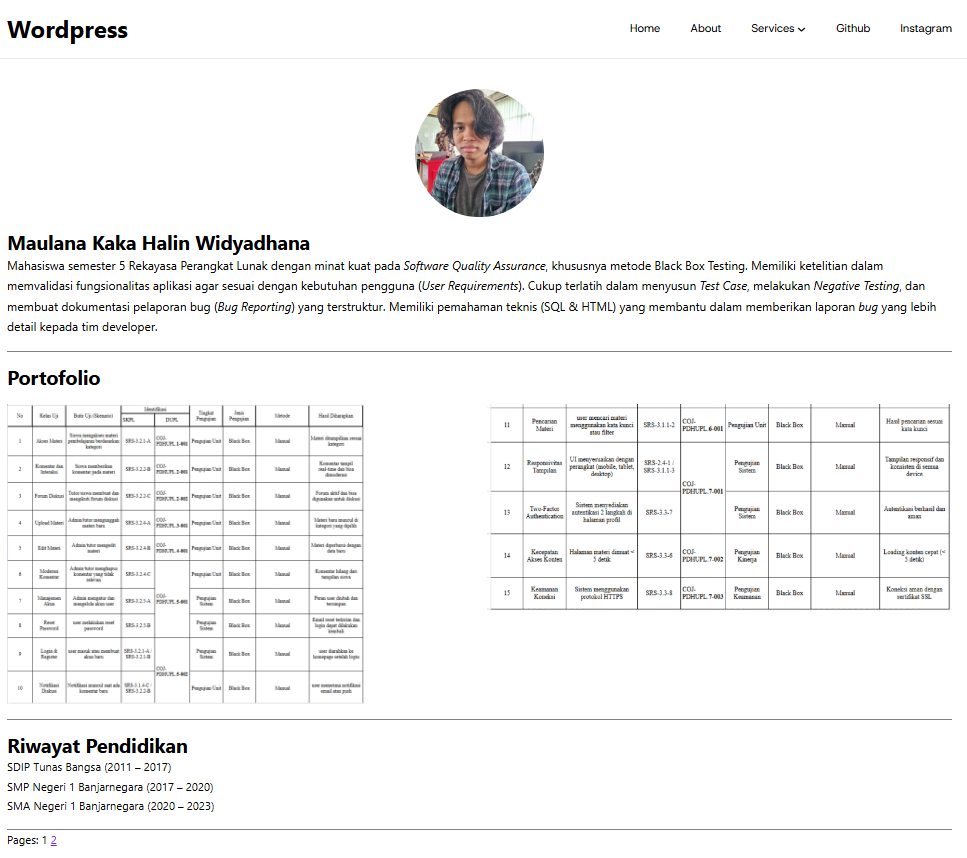 Wordpress
Home About Services Github Instagram
Maulana Kaka Halin Widyadhana
Mahasiswa semester 5 Rekayasa Perangkat Lunak dengan minat kuat pada Software Quality Assurance, khususnya metode Black Box Testing. Memiliki ketelitian dalam
memvalidasi fungsionalitas aplikasi agar sesuai dengan kebutuhan pengguna (User Requirements). Cukup terlatih dalam menyusun Test Case, melakukan Negative Testing, dan
membuat dokumentasi pelaporan bug (Bug Reporting) yang terstruktur. Memiliki pemahaman teknis (SQL & HTML) yang membantu dalam memberikan laporan bug yang lebih
detail kepada tim developer.
Portofolio
No Kelas Uji Butir Uji (Skenario) Identifikasi Tingkat Pengujian Jenis Pengujian Metode Hasil Diharapkan
SKPL DUPL
1 Akses Materi Siswa mengakses materi pembelajaran berdasarkan kategori SRS-3.2.1-A COJ-PDHUPL.1-001 Pengujian Unit Black Box Manual Materi ditampilkan sesuai kategori
2 Komentar dan Interaksi Siswa memberikan komentar pada materi SRS-3.2.2-B COJ-PDHUPL.2-001 Pengujian Unit Black Box Manual Komentar tampil real-time dan bisa dimoderasi
3 Forum Diskusi Tutor/siswa membuat dan mengikuti forum diskusi SRS-3.2.2-C COJ-PDHUPL.2-002 Pengujian Unit Black Box Manual Forum aktif dan bisa digunakan untuk diskusi
4 Upload Materi Admin/tutor mengunggah materi baru SRS-3.2.4-A COJ-PDHUPL.3-001 Pengujian Unit Black Box Manual Materi baru muncul di kategori yang dipilih
5 Edit Materi Admin/tutor mengedit materi SRS-3.2.4-B COJ-PDHUPL.4-001 Pengujian Unit Black Box Manual Materi diperbarui dengan data baru
6 Moderasi Komentar Admin/tutor menghapus komentar yang tidak relevan SRS-3.2.4-C Pengujian Unit Black Box Manual Komentar hilang dari tampilan siswa
7 Manajemen Akun Admin mengatur dan mengelola akun user SRS-3.2.5-A COJ-PDHUPL.5-001 Pengujian Sistem Black Box Manual Peran user diubah dan tersimpan
8 Reset Password user melakukan reset password SRS-3.2.5-B Pengujian Sistem Black Box Manual Email reset terkirim dan login dapat dilakukan kembali
9 Login & Register user masuk atau membuat akun baru SRS-3.2.1-A / SRS-3.2.1-B Pengujian Sistem Black Box Manual user diarahkan ke homepage setelah login
COJ-PDHUPL.5-002
10 Notifikasi Diskusi Notifikasi muncul saat ada komentar baru SRS-3.1.4-C / SRS-3.2.2-B Pengujian Unit Black Box Manual user menerima notifikasi email atau push
11 Pencarian Materi user mencari materi menggunakan kata kunci atau filter SRS-3.1.1-2 COJ-PDHUPL.6-001 Pengujian Unit Black Box Manual Hasil pencarian sesuai kata kunci
12 Responsivitas Tampilan UI menyesuaikan dengan perangkat (mobile, tablet, desktop) SRS-2.4-1 / SRS-3.1.1-3 Pengujian Sistem Black Box Manual Tampilan responsif dan konsisten di semua device
COJ-PDHUPL.7-001
13 Two-Factor Authentication Sistem menyediakan autentikasi 2 langkah di halaman profil SRS-3.3-7 Pengujian Sistem Black Box Manual Autentikasi berhasil dan aman
14 Kecepatan Akses Konten Halaman materi dimuat < 5 detik SRS-3.3-6 COJ-PDHUPL.7-002 Pengujian Kinerja Black Box Manual Loading konten cepat (< 5 detik)
15 Keamanan Koneksi Sistem menggunakan protokol HTTPS SRS-3.3-8 COJ-PDHUPL.7-003 Pengujian Keamanan Black Box Manual Koneksi aman dengan sertifikat SSL
Riwayat Pendidikan
SDIP Tunas Bangsa (2011 – 2017)
SMP Negeri 1 Banjarnegara (2017 – 2020)
SMA Negeri 1 Banjarnegara (2020 – 2023)
Pages: 1 2